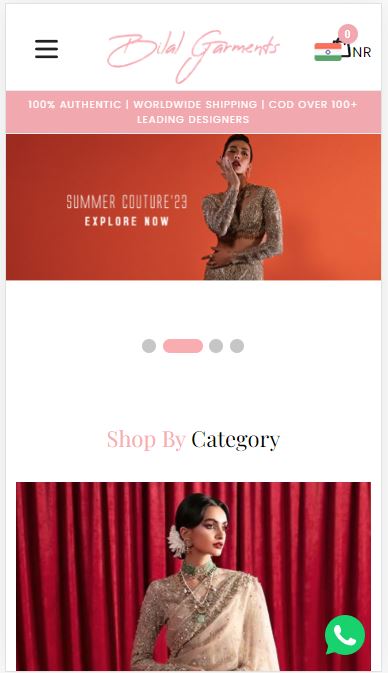 Bilal Garments
0
NR
100% AUTHENTIC | WORLDWIDE SHIPPING | COD OVER 100+
LEADING DESIGNERS
SUMMER COUTURE'23
EXPLORE NOW
Shop By Category